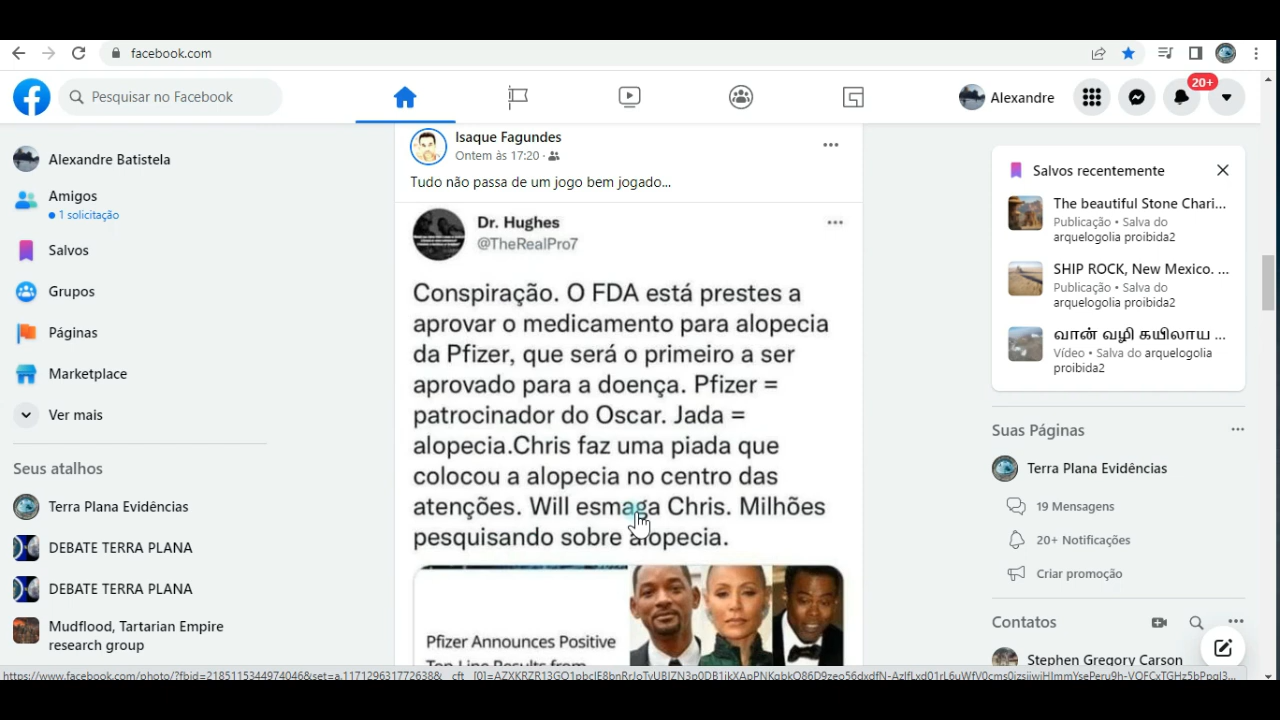 facebook.com
Pesquisar no Facebook
Alexandre
20+
Alexandre Batistela
Amigos
1 solicitação
Salvos
Grupos
Páginas
Marketplace
Ver mais
Seus atalhos
Terra Plana Evidências
DEBATE TERRA PLANA
DEBATE TERRA PLANA
Mudflood, Tartarian Empire
research group
Isaque Fagundes
Ontem às 17:20
Tudo não passa de um jogo bem jogado...
Dr. Hughes
@TheRealPro7
Conspiração. O FDA está prestes a
aprovar o medicamento para alopecia
da Pfizer, que será o primeiro a ser
aprovado para a doença. Pfizer =
patrocinador do Oscar. Jada =
alopecia.Chris faz uma piada que
colocou a alopecia no centro das
atenções. Will esmaga Chris. Milhões
pesquisando sobre alopecia.
Pfizer Announces Positive
Top-Line Results from
Salvos recentemente
The beautiful Stone Chari...
Publicação • Salva do
arquelogolia proibida2
SHIP ROCK, New Mexico. ...
Publicação • Salva do
arquelogolia proibida2
வான் வழி கயிலாய ...
Vídeo • Salva do arquelogolia
proibida2
Suas Páginas
Terra Plana Evidências
19 Mensagens
20+ Notificações
Criar promoção
Contatos
Stephen Gregory Carson